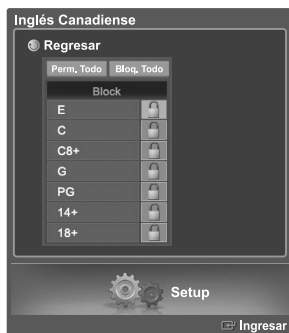 Inglés Canadiense
Regresar
Perm. Todo Bloq. Todo
Block
E
C
C8+
G
PG
14+
18+
Setup
Ingresar